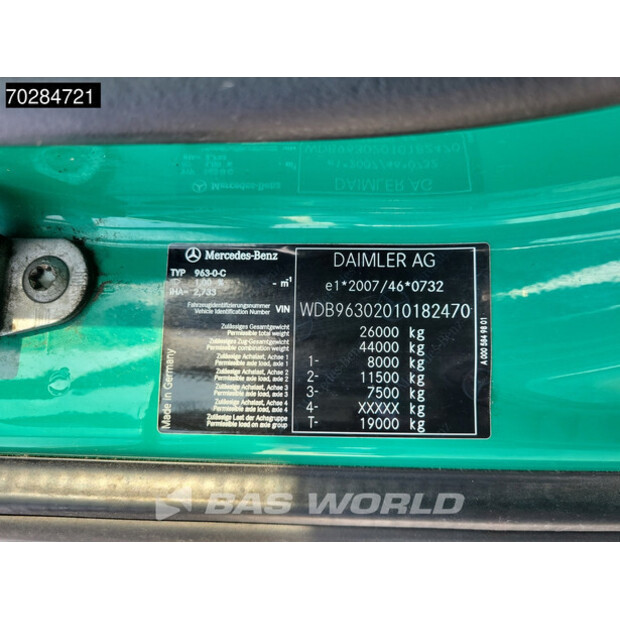 70284721
Mercedes-Benz
TYP 963-0-C
- m¹
IHA= 2,733
Fahrzeugidentifizierungsnummer
Vehicle Identification Number VIN
Zulässiges Gesamtgewicht
Permissible total weight
Zulässiges Zug-Gesamtgewicht
Permissible combination weight
Zulässige Achslast, Achse 1
Permissible axle load, axle 1
Zulässige Achslast, Achse 2
Permissible axle load, axle 2
Zulässige Achslast, Achse 3
Permissible axle load, axle 3
Zulässige Achslast, Achse 4
Permissible axle load, axle 4
Zulässige Last der Achsgruppe
Permissible load on axle group
Made in Germany
DAIMLER AG
e1*2007/46*0732
WDB96302010182470
26000 kg
44000 kg
1- 8000 kg
2- 11500 kg
3- 7500 kg
4- XXXXX kg
T- 19000 kg
A 000 584 98 01
BAS WORLD